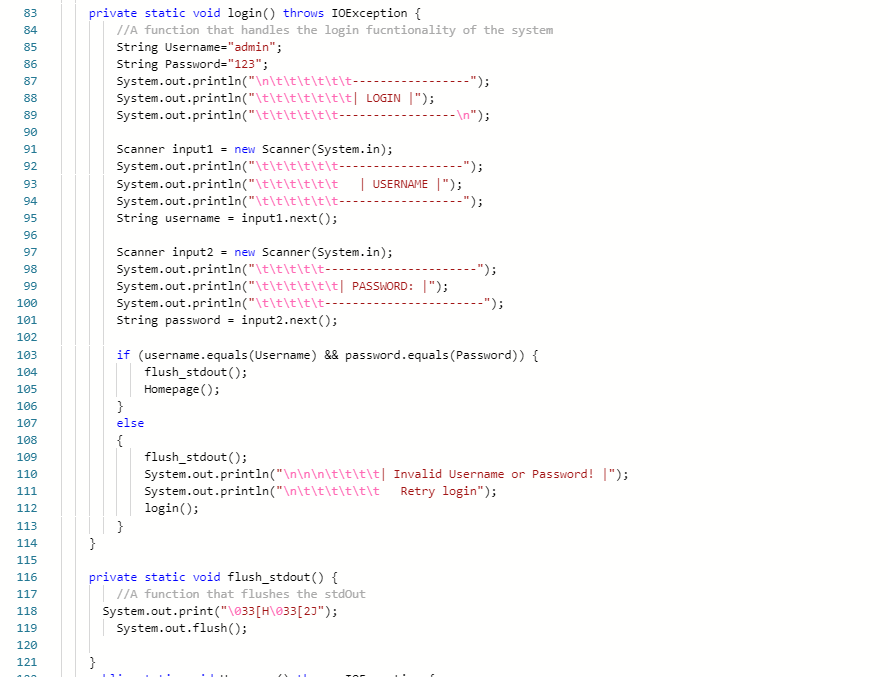 83 private static void login() throws IOException {
84 //A function that handles the login fucntionality of the system
85 String Username="admin";
86 String Password="123";
87 System.out.println("\n\t\t\t\t\t\t-----------------");
88 System.out.println("\t\t\t\t\t\t\t| LOGIN |");
89 System.out.println("\t\t\t\t\t\t-----------------\n");
90
91 Scanner input1 = new Scanner(System.in);
92 System.out.println("\t\t\t\t\t\t------------------");
93 System.out.println("\t\t\t\t\t\t   | USERNAME |");
94 System.out.println("\t\t\t\t\t\t------------------");
95 String username = input1.next();
96
97 Scanner input2 = new Scanner(System.in);
98 System.out.println("\t\t\t\t\t----------------------");
99 System.out.println("\t\t\t\t\t\t| PASSWORD: |");
100 System.out.println("\t\t\t\t\t-----------------------");
101 String password = input2.next();
102
103 if (username.equals(Username) && password.equals(Password)) {
104 flush_stdout();
105 Homepage();
106 }
107 else
108 {
109 flush_stdout();
110 System.out.println("\n\n\n\t\t\t\t| Invalid Username or Password! |");
111 System.out.println("\n\t\t\t\t\t\t   Retry login");
112 login();
113 }
114 }
115
116 private static void flush_stdout() {
117 //A function that flushes the stdOut
118 System.out.print("\033[H\033[2J");
119 System.out.flush();
120
121 }